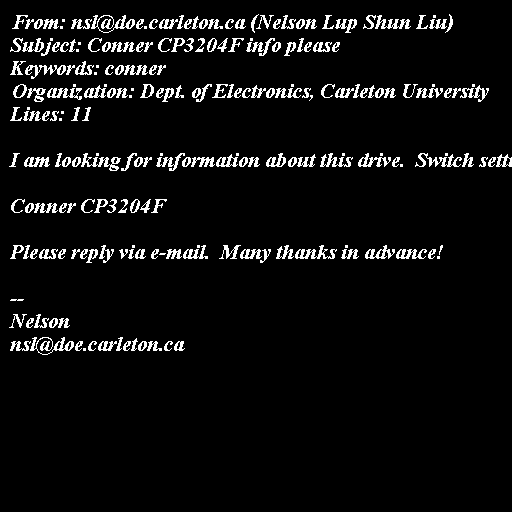 From: nsl@doe.carleton.ca (Nelson Lup Shun Liu)
Subject: Conner CP3204F info please
Keywords: conner
Organization: Dept. of Electronics, Carleton University
Lines: 11
I am looking for information about this drive.  Switch
Conner CP3204F
Please reply via e-mail.  Many thanks in advance!
--
Nelson
nsl@doe.carleton.ca